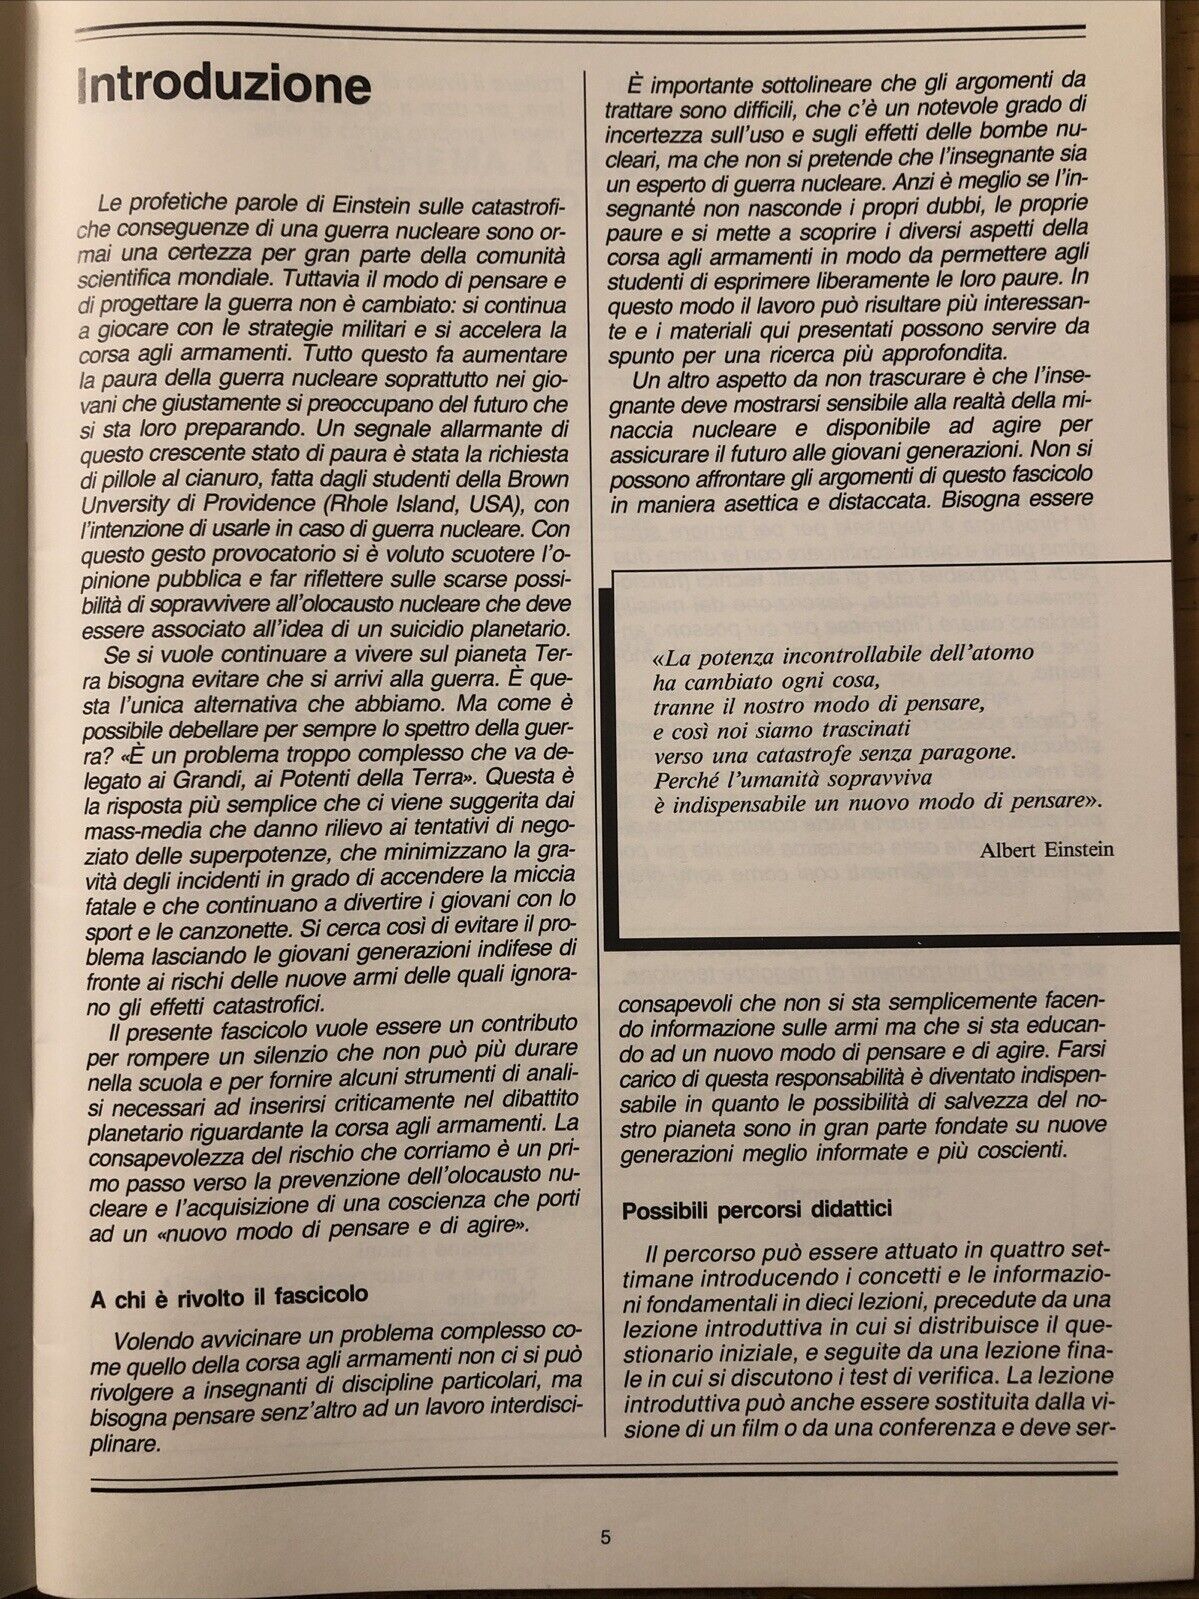 Introduzione
Le profetiche parole di Einstein sulle catastrofi-
che conseguenze di una guerra nucleare sono or-
mai una certezza per gran parte della comunità
scientifica mondiale. Tuttavia il modo di pensare e
di progettare la guerra non è cambiato: si continua
a giocare con le strategie militari e si accelera la
corsa agli armamenti. Tutto questo fa aumentare
la paura della guerra nucleare soprattutto nei gio-
vani che giustamente si preoccupano del futuro che
si sta loro preparando. Un segnale allarmante di
questo crescente stato di paura è stata la richiesta
di pillole al cianuro, fatta dagli studenti della Brown
Unversity di Providence (Rhole Island, USA), con
l'intenzione di usarle in caso di guerra nucleare. Con
questo gesto provocatorio si è voluto scuotere l'o-
pinione pubblica e far riflettere sulle scarse possi-
bilità di sopravvivere all'olocausto nucleare che deve
essere associato all'idea di un suicidio planetario.
Se si vuole continuare a vivere sul pianeta Ter-
ra bisogna evitare che si arrivi alla guerra. È que-
sta l'unica alternativa che abbiamo. Ma come è
possibile debellare per sempre lo spettro della guer-
ra? «È un problema troppo complesso che va de-
legato ai Grandi, ai Potenti della Terra». Questa è
la risposta più semplice che ci viene suggerita dai
mass-media che danno rilievo ai tentativi di nego-
ziato delle superpotenze, che minimizzano la gra-
vità degli incidenti in grado di accendere la miccia
fatale e che continuano a divertire i giovani con lo
sport e le canzonette. Si cerca così di evitare il pro-
blema lasciando le giovani generazioni indifese di
fronte ai rischi delle nuove armi delle quali ignora-
no gli effetti catastrofici.
Il presente fascicolo vuole essere un contributo
per rompere un silenzio che non può più durare
nella scuola e per fornire alcuni strumenti di anali-
si necessari ad inserirsi criticamente nel dibattito
planetario riguardante la corsa agli armamenti. La
consapevolezza del rischio che corriamo è un pri-
mo passo verso la prevenzione dell'olocausto nu-
cleare e l'acquisizione di una coscienza che porti
ad un «nuovo modo di pensare e di agire».
A chi è rivolto il fascicolo
Volendo avvicinare un problema complesso co-
me quello della corsa agli armamenti non ci si può
rivolgere a insegnanti di discipline particolari, ma
bisogna pensare senz'altro ad un lavoro interdisci-
plinare.
È importante sottolineare che gli argomenti da
trattare sono difficili, che c'è un notevole grado di
incertezza sull'uso e sugli effetti delle bombe nu-
cleari, ma che non si pretende che l'insegnante sia
un esperto di guerra nucleare. Anzi è meglio se l'in-
segnanté non nasconde i propri dubbi, le proprie
paure e si mette a scoprire i diversi aspetti della
corsa agli armamenti in modo da permettere agli
studenti di esprimere liberamente le loro paure. In
questo modo il lavoro può risultare più interessan-
te e i materiali qui presentati possono servire da
spunto per una ricerca più approfondita.
Un altro aspetto da non trascurare è che l'inse-
gnante deve mostrarsi sensibile alla realtà della mi-
naccia nucleare e disponibile ad agire per
assicurare il futuro alle giovani generazioni. Non si
possono affrontare gli argomenti di questo fascicolo
in maniera asettica e distaccata. Bisogna essere
«La potenza incontrollabile dell'atomo
ha cambiato ogni cosa,
tranne il nostro modo di pensare,
e così noi siamo trascinati
verso una catastrofe senza paragone.
Perché l'umanità sopravviva
è indispensabile un nuovo modo di pensare».
Albert Einstein
consapevoli che non si sta semplicemente facen-
do informazione sulle armi ma che si sta educan-
do ad un nuovo modo di pensare e di agire. Farsi
carico di questa responsabilità è diventato indispen-
sabile in quanto le possibilità di salvezza del no-
stro pianeta sono in gran parte fondate su nuove
generazioni meglio informate e più coscienti.
Possibili percorsi didattici
Il percorso può essere attuato in quattro set-
timane introducendo i concetti e le informazio-
ni fondamentali in dieci lezioni, precedute da una
lezione introduttiva in cui si distribuisce il que-
stionario iniziale, e seguite da una lezione fina-
le in cui si discutono i test di verifica. La lezione
introduttiva può anche essere sostituita dalla vi-
sione di un film o da una conferenza e deve ser-
5